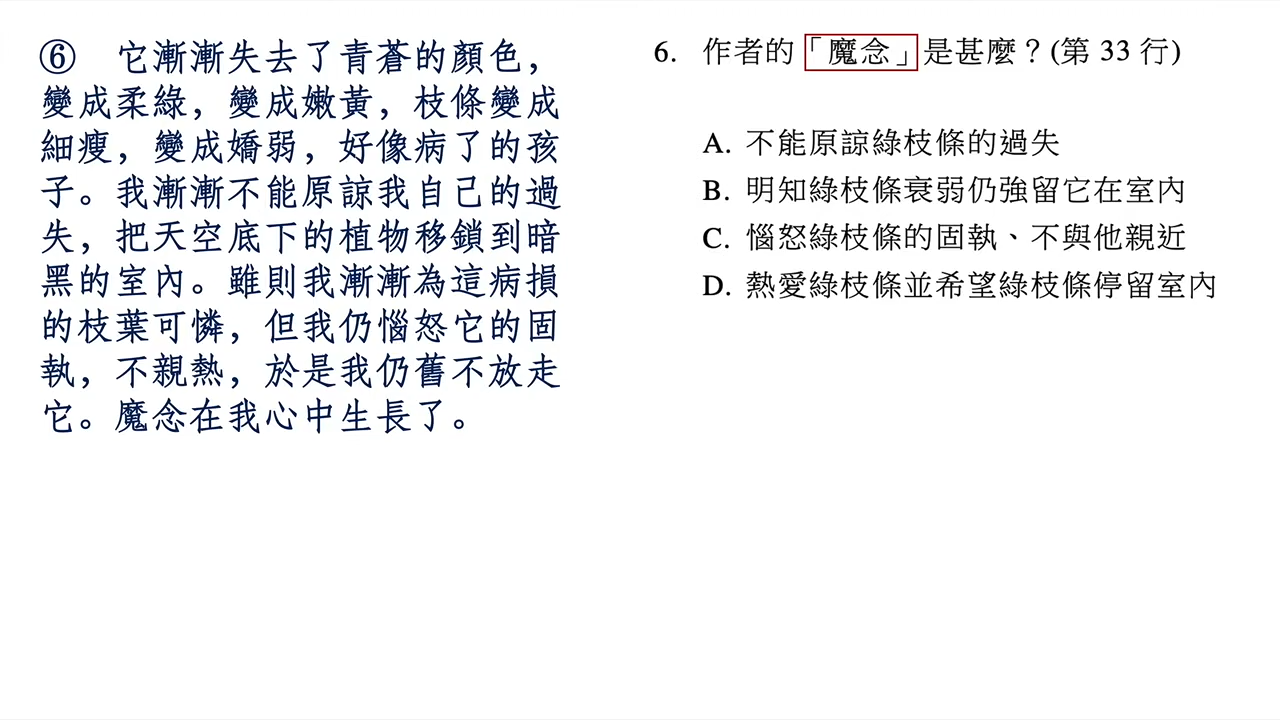 ⑥　它漸漸失去了青蒼的顏色，
變成柔綠，變成嫩黃，枝條變成
細瘦，變成嬌弱，好像病了的孩
子。我漸漸不能原諒我自己的過
失，把天空底下的植物移鎖到暗
黑的室內。雖則我漸漸為這病損
的枝葉可憐，但我仍惱怒它的固
執，不親熱，於是我仍舊不放走
它。魔念在我心中生長了。
6. 作者的「魔念」是甚麼？(第 33 行)
A. 不能原諒綠枝條的過失
B. 明知綠枝條衰弱仍強留它在室內
C. 惱怒綠枝條的固執、不與他親近
D. 熱愛綠枝條並希望綠枝條停留室內